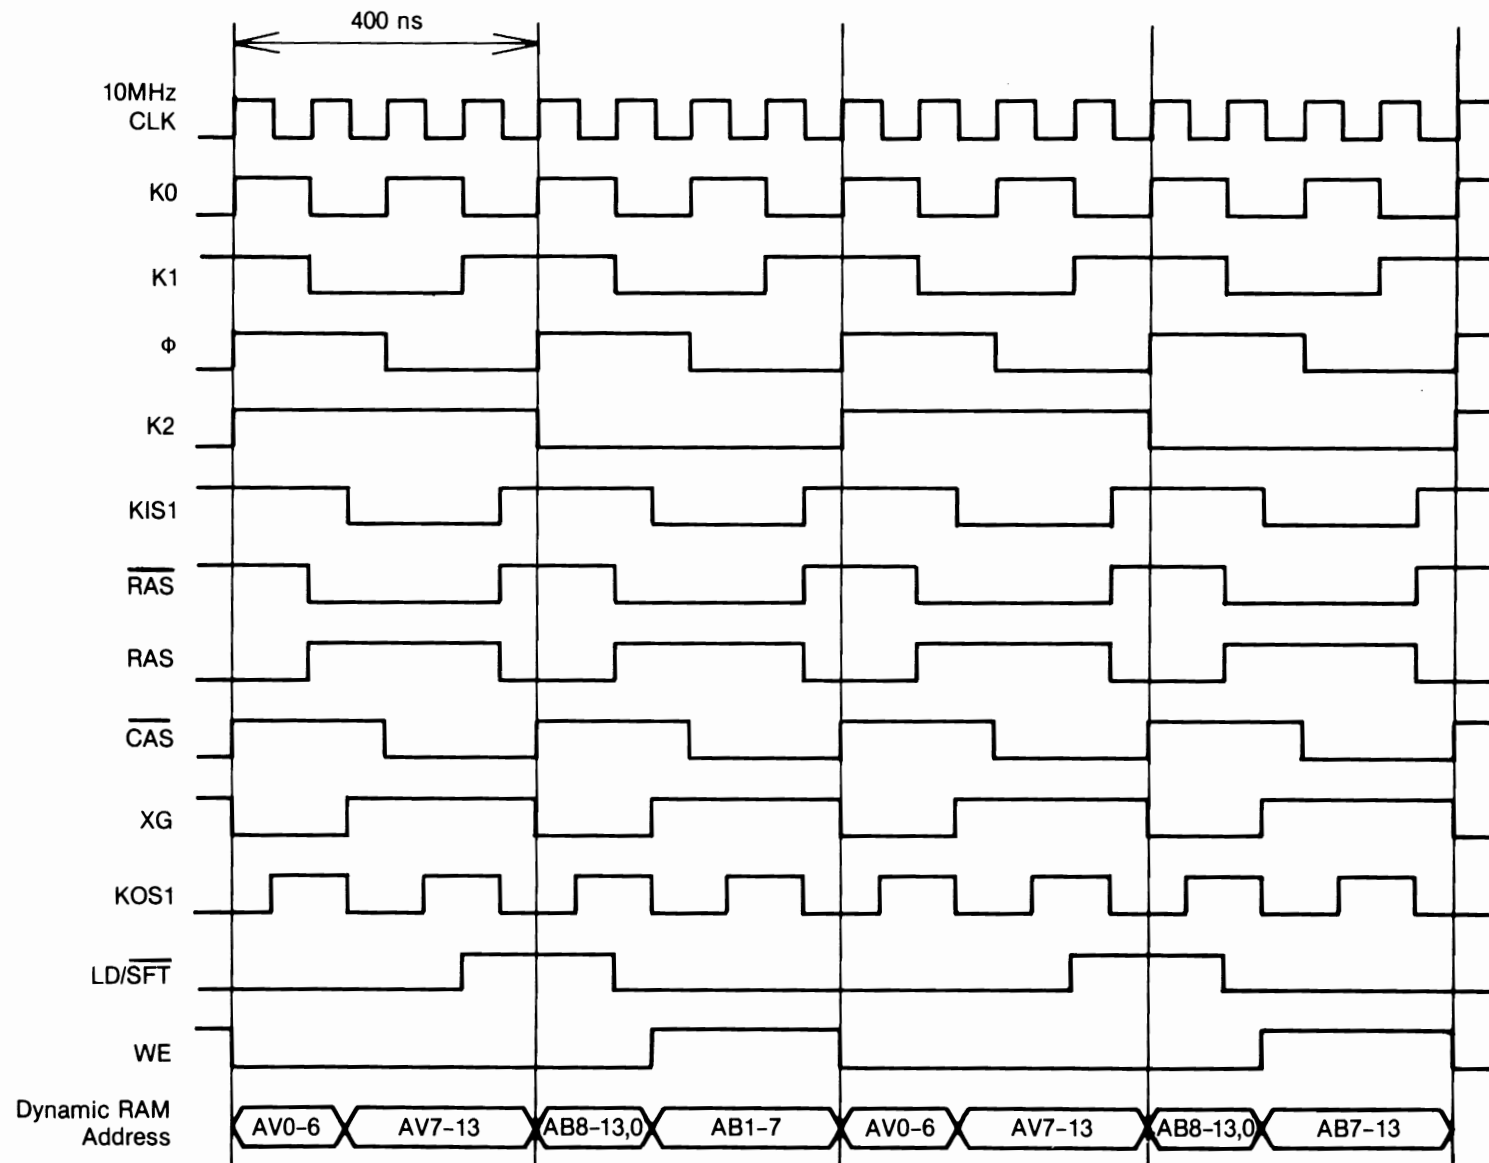 400 ns
10MHz
CLK
K0
K1
Φ
K2
KIS1
RAS
RAS
CAS
XG
KOS1
LD/SFT
WE
Dynamic RAM
Address
AV0-6
AV7-13
AB8-13,0
AB1-7
AV0-6
AV7-13
AB8-13,0
AB7-13